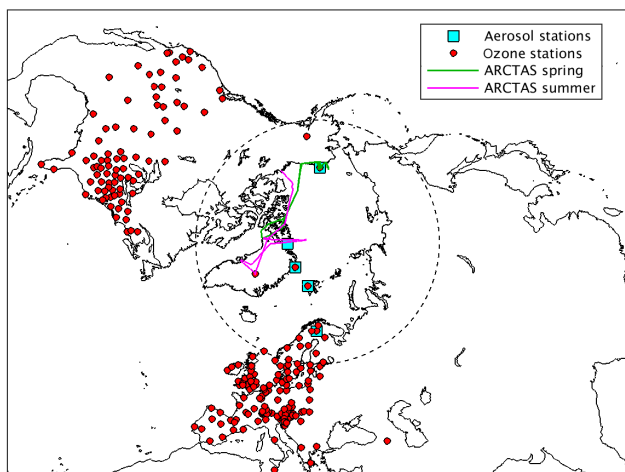 Aerosol stations
Ozone stations
ARCTAS spring
ARCTAS summer